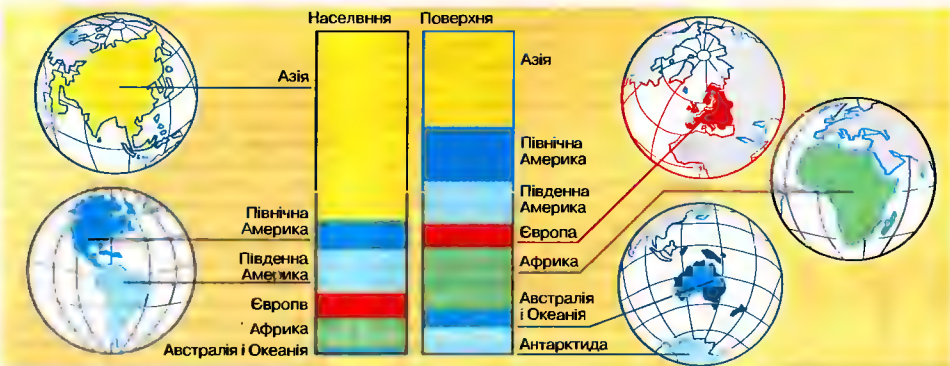 Населвння
Поверхня
Азія
Північна
Америка
Південна
Америка
Європв
Африка
Австралія і Океанія
Азія
Північна
Америка
Південна
Америка
Європа
Африка
Австралія
і Океанія
Антарктида